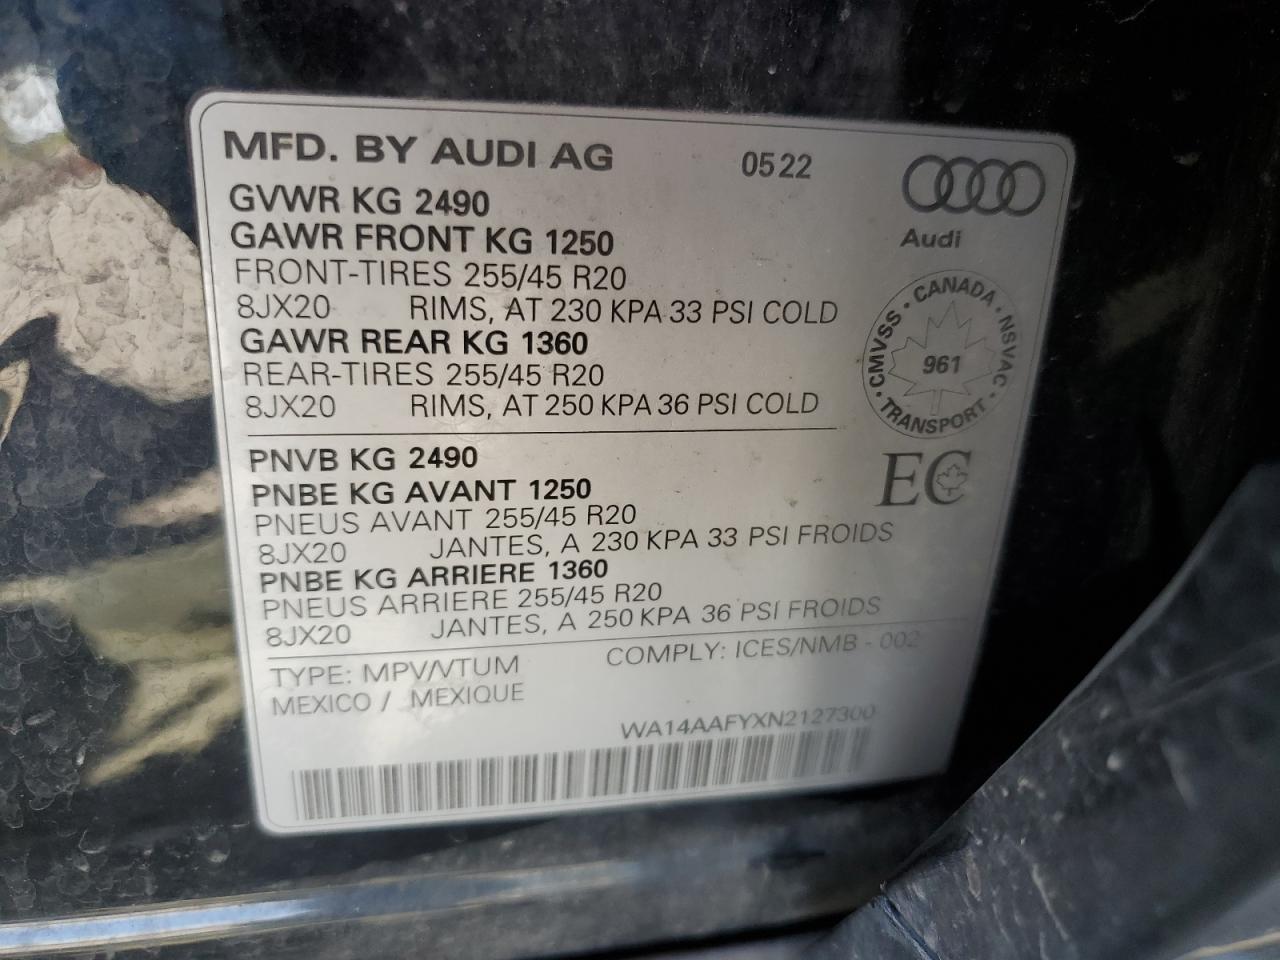 MFD. BY AUDI AG 0522
Audi
GVWR KG 2490
GAWR FRONT KG 1250
FRONT-TIRES 255/45 R20
8JX20 RIMS, AT 230 KPA 33 PSI COLD
GAWR REAR KG 1360
REAR-TIRES 255/45 R20
8JX20 RIMS, AT 250 KPA 36 PSI COLD
CMVSS · CANADA · NSVAC · TRANSPORT ·
961
PNVB KG 2490
PNBE KG AVANT 1250
PNEUS AVANT 255/45 R20
8JX20 JANTES, A 230 KPA 33 PSI FROIDS
PNBE KG ARRIERE 1360
PNEUS ARRIERE 255/45 R20
8JX20 JANTES, A 250 KPA 36 PSI FROIDS
EC
TYPE: MPV/VTUM COMPLY: ICES/NMB - 002
MEXICO / MEXIQUE
WA14AAFYXN2127300